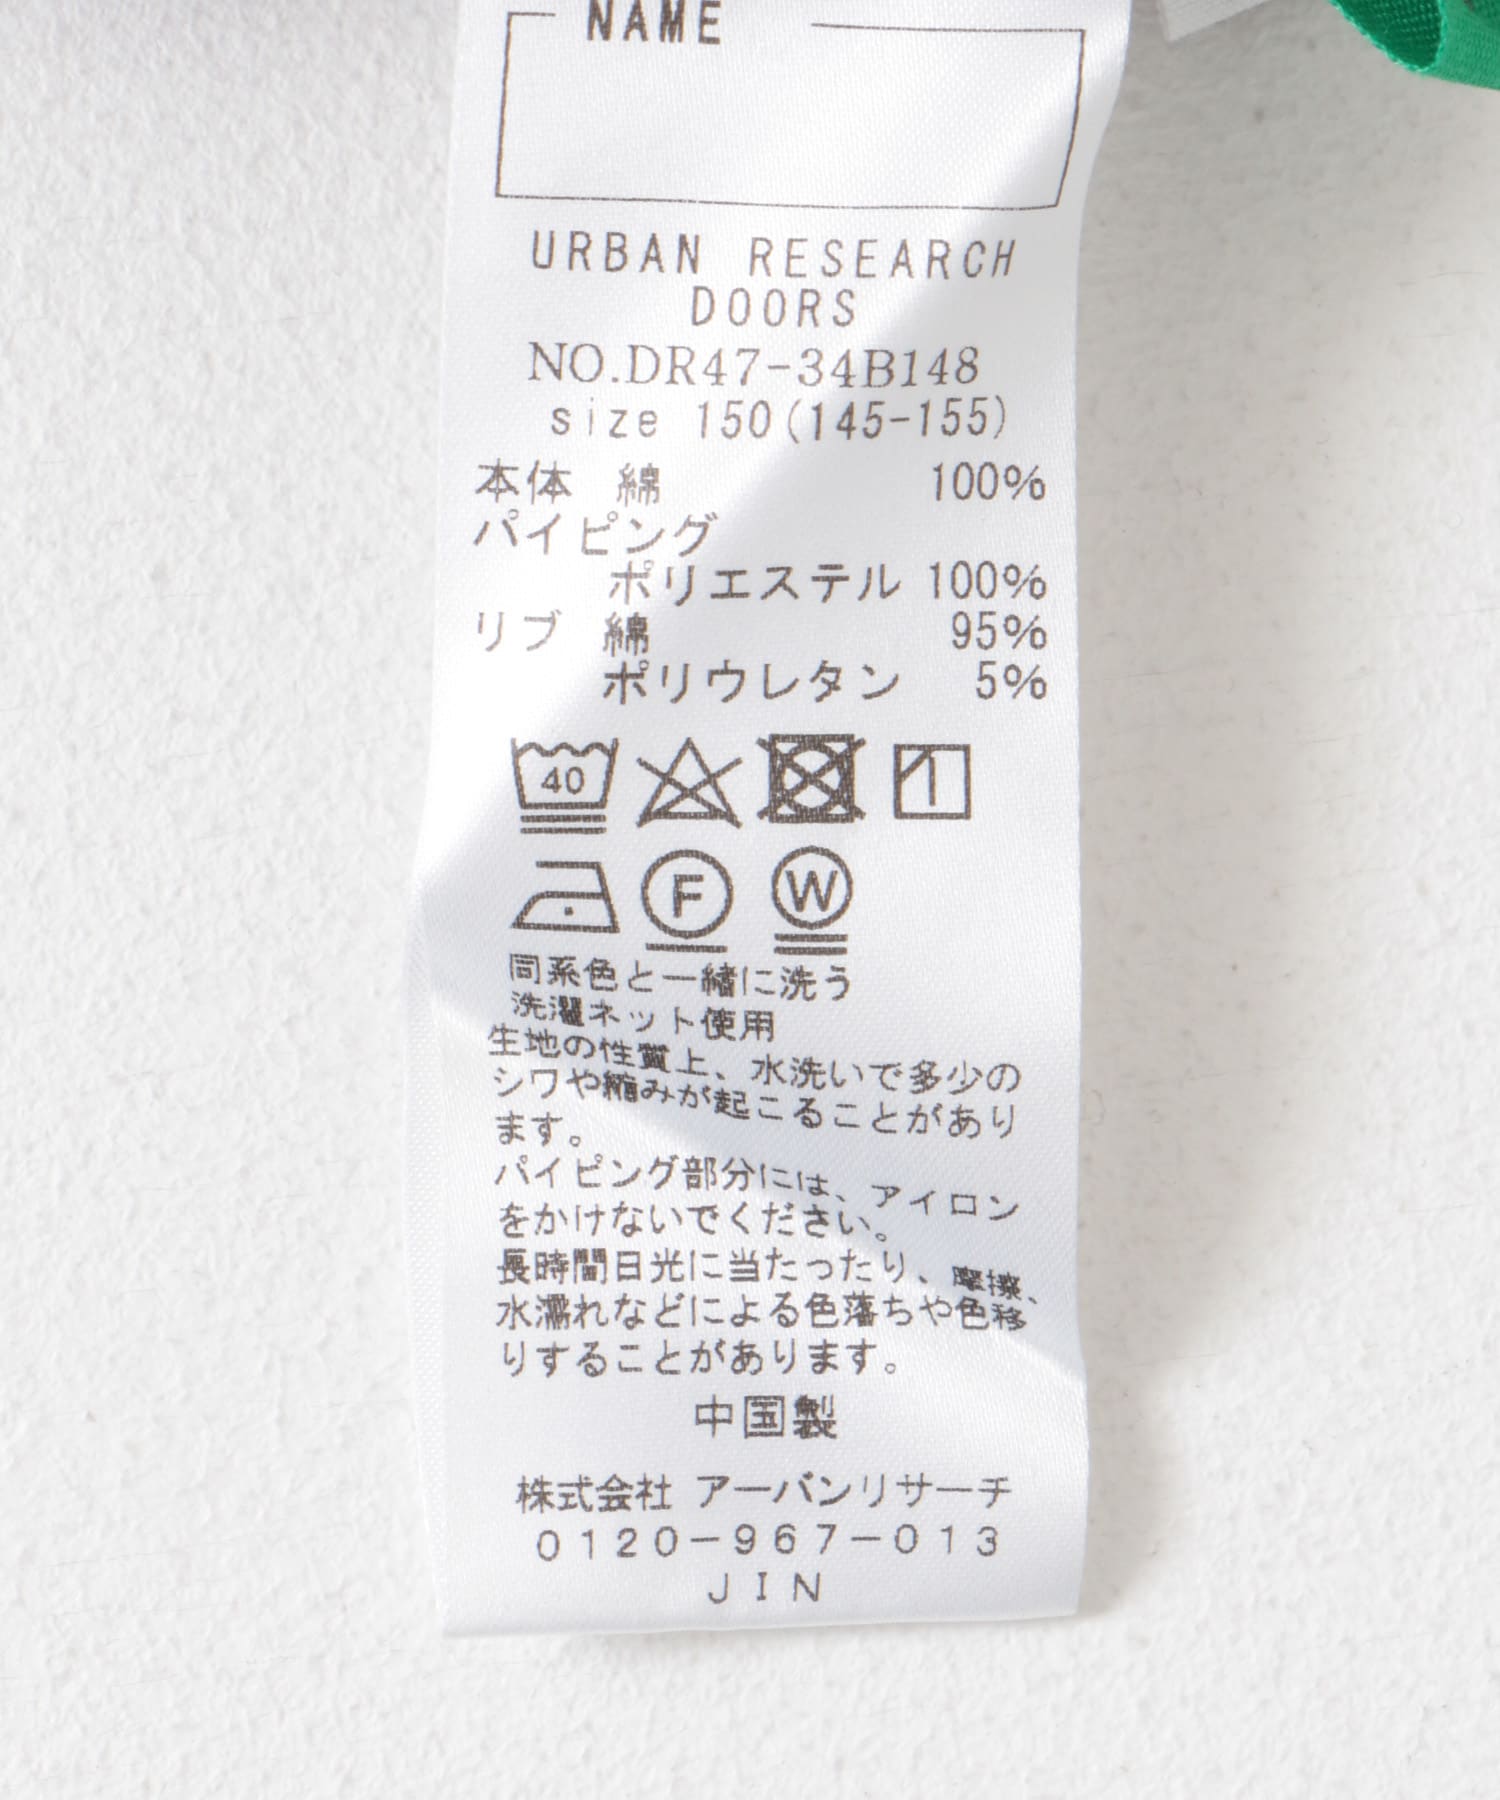 NAME
URBAN RESEARCH
DOORS
NO.DR47-34B148
size 150(145-155)
本体 綿 100%
パイピング
ポリエステル 100%
リブ 綿 95%
ポリウレタン 5%
40
F W
同系色と一緒に洗う
洗濯ネット使用
生地の性質上、水洗いで多少の
シワや縮みが起こることがあり
ます。
パイピング部分には、アイロン
をかけないでください。
長時間日光に当たったり、摩擦、
水濡れなどによる色落ちや色移
りすることがあります。
中国製
株式会社 アーバンリサーチ
0120-967-013
JIN